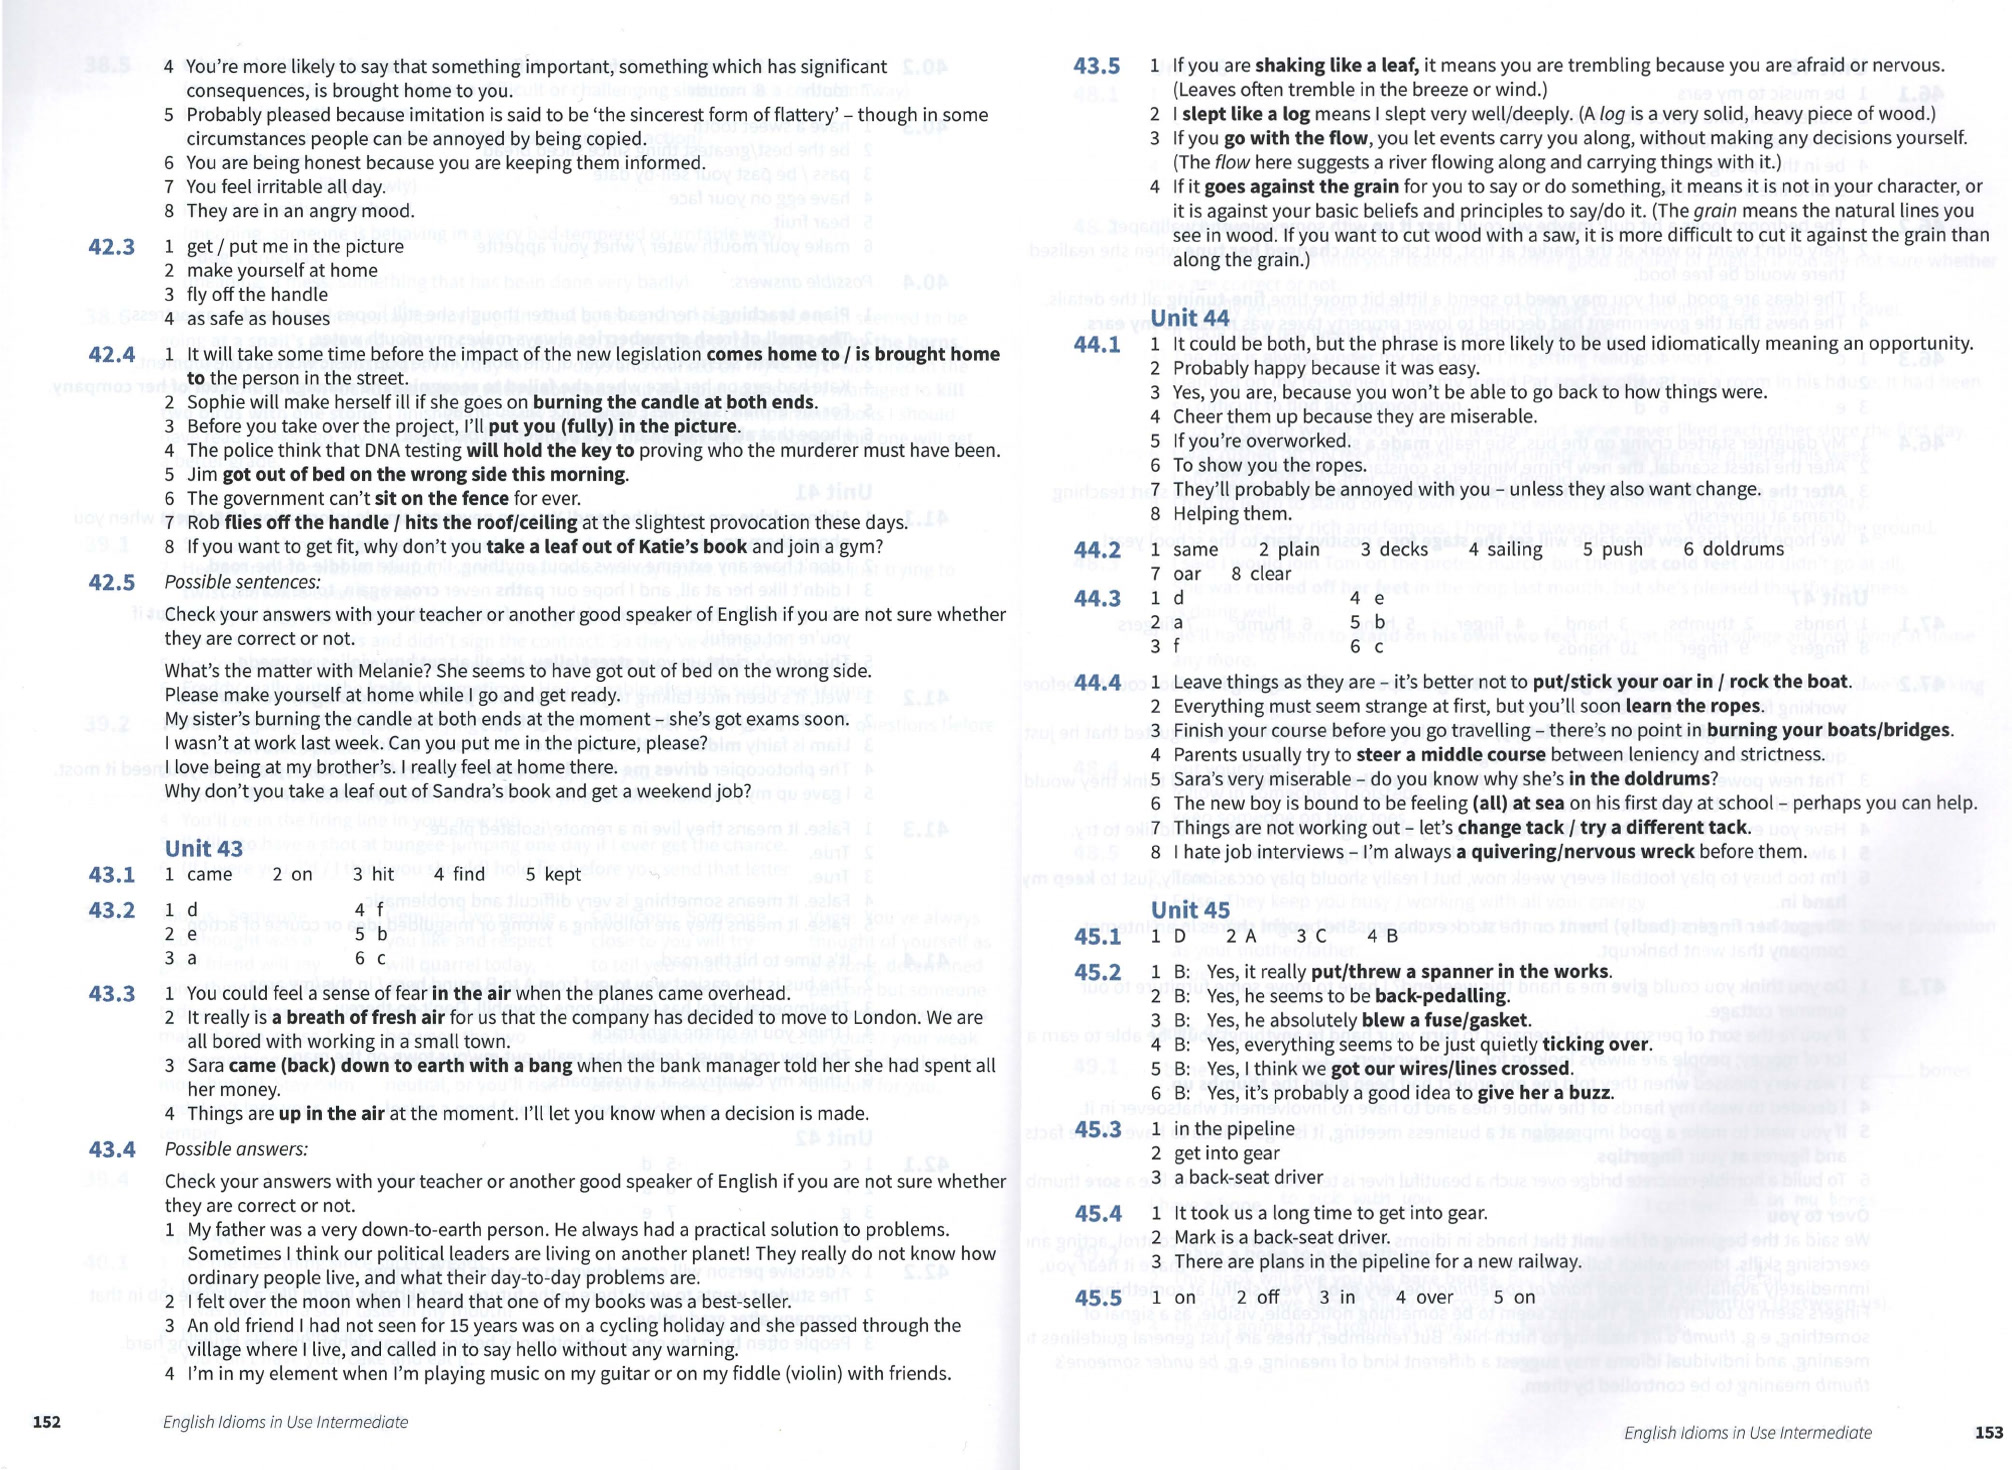 4 You’re more likely to say that something important, something which has significant
consequences, is brought home to you.
5 Probably pleased because imitation is said to be ‘the sincerest form of flattery’ – though in some
circumstances people can be annoyed by being copied.
6 You are being honest because you are keeping them informed.
7 You feel irritable all day.
8 They are in an angry mood.
42.3 1 get / put me in the picture
2 make yourself at home
3 fly off the handle
4 as safe as houses
42.4 1 It will take some time before the impact of the new legislation comes home to / is brought home
to the person in the street.
2 Sophie will make herself ill if she goes on burning the candle at both ends.
3 Before you take over the project, I’ll put you (fully) in the picture.
4 The police think that DNA testing will hold the key to proving who the murderer must have been.
5 Jim got out of bed on the wrong side this morning.
6 The government can’t sit on the fence for ever.
7 Rob flies off the handle / hits the roof/ceiling at the slightest provocation these days.
8 If you want to get fit, why don’t you take a leaf out of Katie’s book and join a gym?
42.5 Possible sentences:
Check your answers with your teacher or another good speaker of English if you are not sure whether
they are correct or not.
What’s the matter with Melanie? She seems to have got out of bed on the wrong side.
Please make yourself at home while I go and get ready.
My sister’s burning the candle at both ends at the moment – she’s got exams soon.
I wasn’t at work last week. Can you put me in the picture, please?
I love being at my brother’s. I really feel at home there.
Why don’t you take a leaf out of Sandra’s book and get a weekend job?
Unit 43
43.1 1 came 2 on 3 hit 4 find 5 kept
43.2 1 d 4 f
2 e 5 b
3 a 6 c
43.3 1 You could feel a sense of fear in the air when the planes came overhead.
2 It really is a breath of fresh air for us that the company has decided to move to London. We are
all bored with working in a small town.
3 Sara came (back) down to earth with a bang when the bank manager told her she had spent all
her money.
4 Things are up in the air at the moment. I’ll let you know when a decision is made.
43.4 Possible answers:
Check your answers with your teacher or another good speaker of English if you are not sure whether
they are correct or not.
1 My father was a very down-to-earth person. He always had a practical solution to problems.
Sometimes I think our political leaders are living on another planet! They really do not know how
ordinary people live, and what their day-to-day problems are.
2 I felt over the moon when I heard that one of my books was a best-seller.
3 An old friend I had not seen for 15 years was on a cycling holiday and she passed through the
village where I live, and called in to say hello without any warning.
4 I’m in my element when I’m playing music on my guitar or on my fiddle (violin) with friends.
152 English Idioms in Use Intermediate
43.5 1 If you are shaking like a leaf, it means you are trembling because you are afraid or nervous.
(Leaves often tremble in the breeze or wind.)
2 I slept like a log means I slept very well/deeply. (A log is a very solid, heavy piece of wood.)
3 If you go with the flow, you let events carry you along, without making any decisions yourself.
(The flow here suggests a river flowing along and carrying things with it.)
4 If it goes against the grain for you to say or do something, it means it is not in your character, or
it is against your basic beliefs and principles to say/do it. (The grain means the natural lines you
see in wood. If you want to cut wood with a saw, it is more difficult to cut it against the grain than
along the grain.)
Unit 44
44.1 1 It could be both, but the phrase is more likely to be used idiomatically meaning an opportunity.
2 Probably happy because it was easy.
3 Yes, you are, because you won’t be able to go back to how things were.
4 Cheer them up because they are miserable.
5 If you’re overworked.
6 To show you the ropes.
7 They’ll probably be annoyed with you – unless they also want change.
8 Helping them.
44.2 1 same 2 plain 3 decks 4 sailing 5 push 6 doldrums
7 oar 8 clear
44.3 1 d 4 e
2 a 5 b
3 f 6 c
44.4 1 Leave things as they are – it’s better not to put/stick your oar in / rock the boat.
2 Everything must seem strange at first, but you’ll soon learn the ropes.
3 Finish your course before you go travelling – there’s no point in burning your boats/bridges.
4 Parents usually try to steer a middle course between leniency and strictness.
5 Sara’s very miserable – do you know why she’s in the doldrums?
6 The new boy is bound to be feeling (all) at sea on his first day at school – perhaps you can help.
7 Things are not working out – let’s change tack / try a different tack.
8 I hate job interviews – I’m always a quivering/nervous wreck before them.
Unit 45
45.1 1 D 2 A 3 C 4 B
45.2 1 B: Yes, it really put/threw a spanner in the works.
2 B: Yes, he seems to be back-pedalling.
3 B: Yes, he absolutely blew a fuse/gasket.
4 B: Yes, everything seems to be just quietly ticking over.
5 B: Yes, I think we got our wires/lines crossed.
6 B: Yes, it’s probably a good idea to give her a buzz.
45.3 1 in the pipeline
2 get into gear
3 a back-seat driver
45.4 1 It took us a long time to get into gear.
2 Mark is a back-seat driver.
3 There are plans in the pipeline for a new railway.
45.5 1 on 2 off 3 in 4 over 5 on
English Idioms in Use Intermediate 153